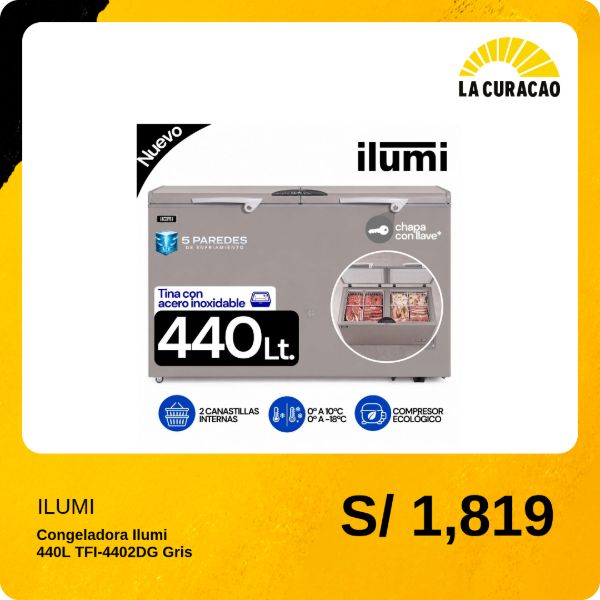 LA CURACAO
Nuevo
ilumi
5 PAREDES
DE ENFRIAMIENTO
chapa
con llave*
Tina con
acero inoxidable
440Lt.
2 CANASTILLAS
INTERNAS
0° A 10°C
0° A -18°C
COMPRESOR
ECOLÓGICO
ILUMI
S/ 1,819
Congeladora Ilumi
440L TFI-4402DG Gris